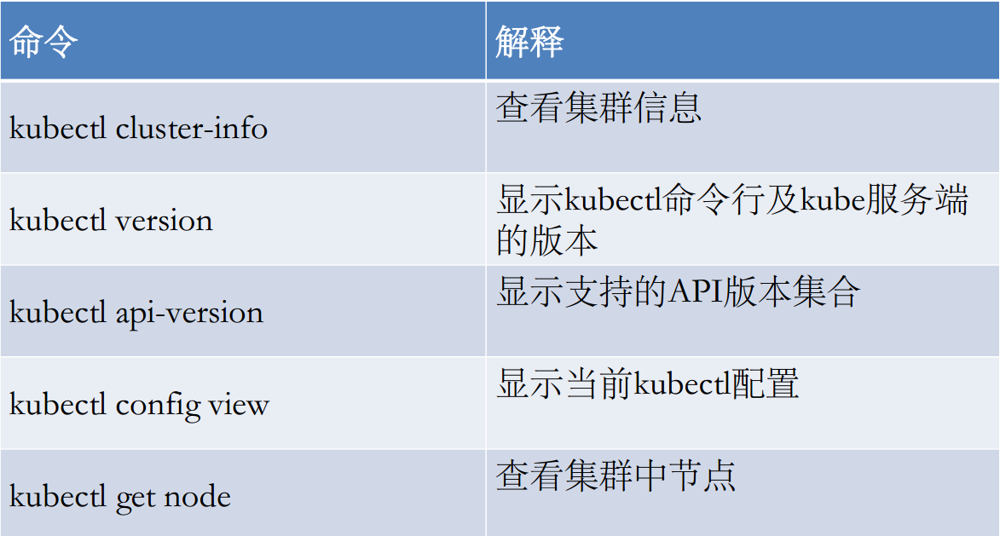 命令
解释
kubectl cluster-info
查看集群信息
kubectl version
显示kubectl命令行及kube服务端
的版本
kubectl api-version
显示支持的API版本集合
kubectl config view
显示当前kubectl配置
kubectl get node
查看集群中节点